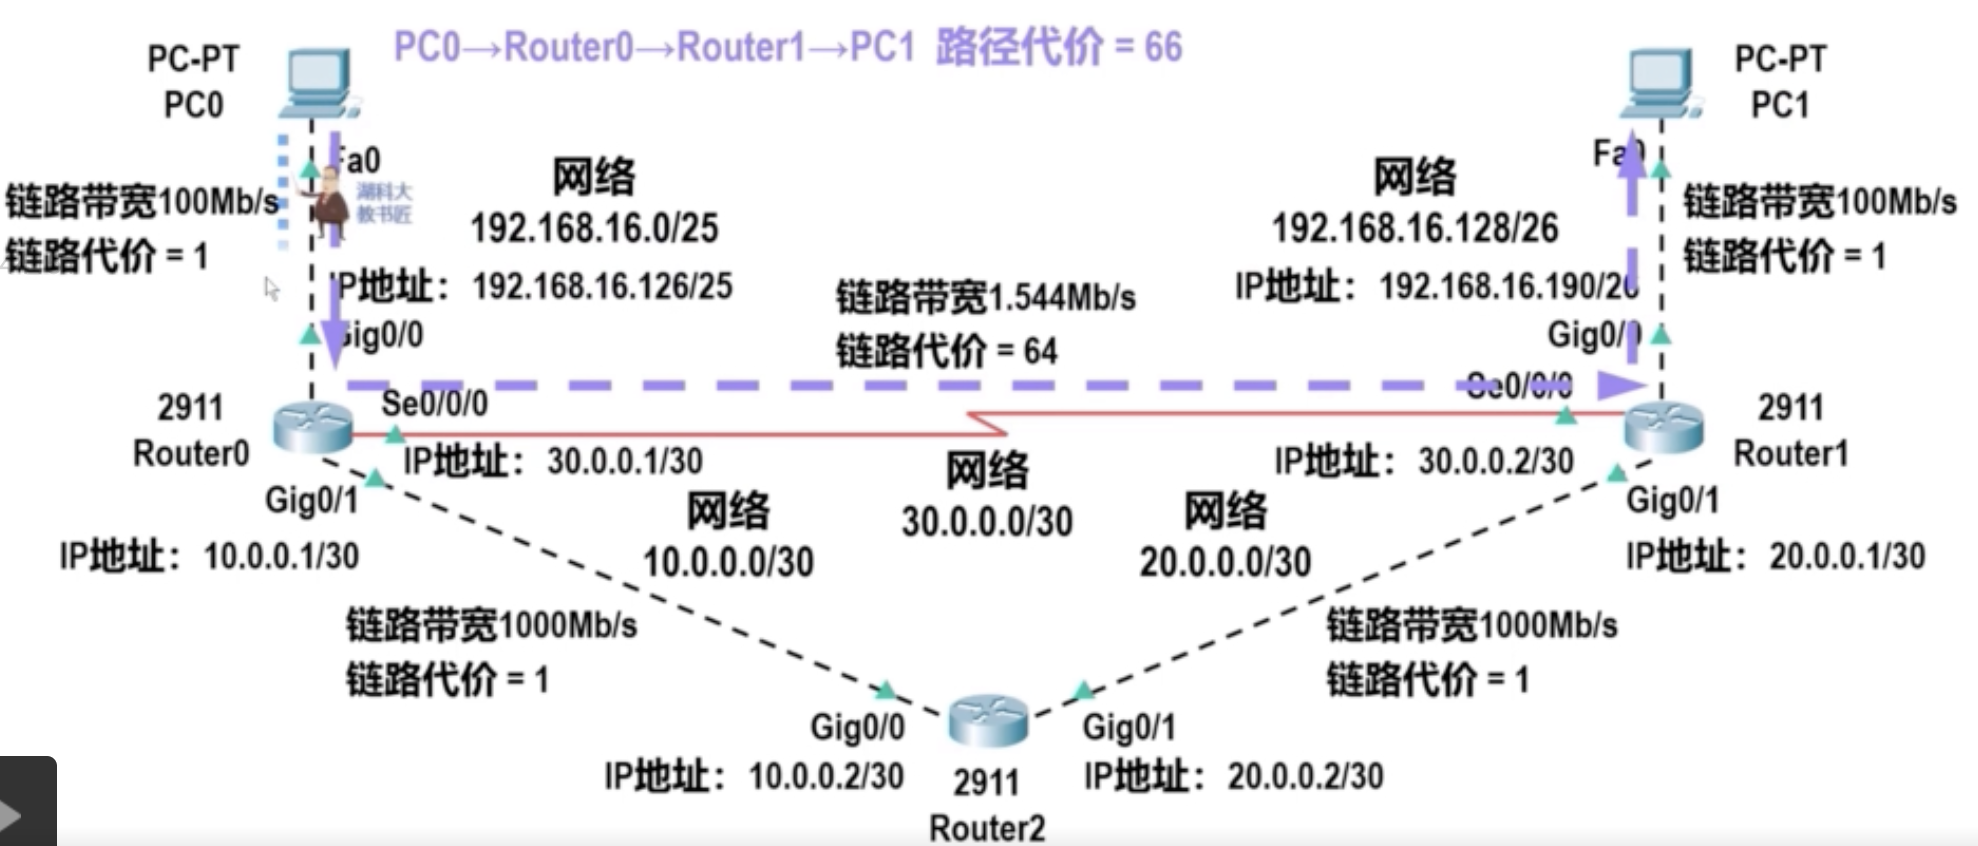 PC0→Router0→Router1→PC1 路径代价 = 66
PC-PT
PC0
PC-PT
PC1
Fa0
湖科大
教书匠
链路带宽100Mb/s
链路代价 = 1
网络
192.168.16.0/25
IP地址：192.168.16.126/25
Gig0/0
网络
192.168.16.128/26
IP地址：192.168.16.190/26
Fa0
链路带宽100Mb/s
链路代价 = 1
Gig0/0
链路带宽1.544Mb/s
链路代价 = 64
2911
Router0
Se0/0/0
IP地址：30.0.0.1/30
Se0/0/0
IP地址：30.0.0.2/30
2911
Router1
网络
30.0.0.0/30
Gig0/1
IP地址：10.0.0.1/30
网络
10.0.0.0/30
网络
20.0.0.0/30
Gig0/1
IP地址：20.0.0.1/30
链路带宽1000Mb/s
链路代价 = 1
链路带宽1000Mb/s
链路代价 = 1
Gig0/0
IP地址：10.0.0.2/30
Gig0/1
IP地址：20.0.0.2/30
2911
Router2